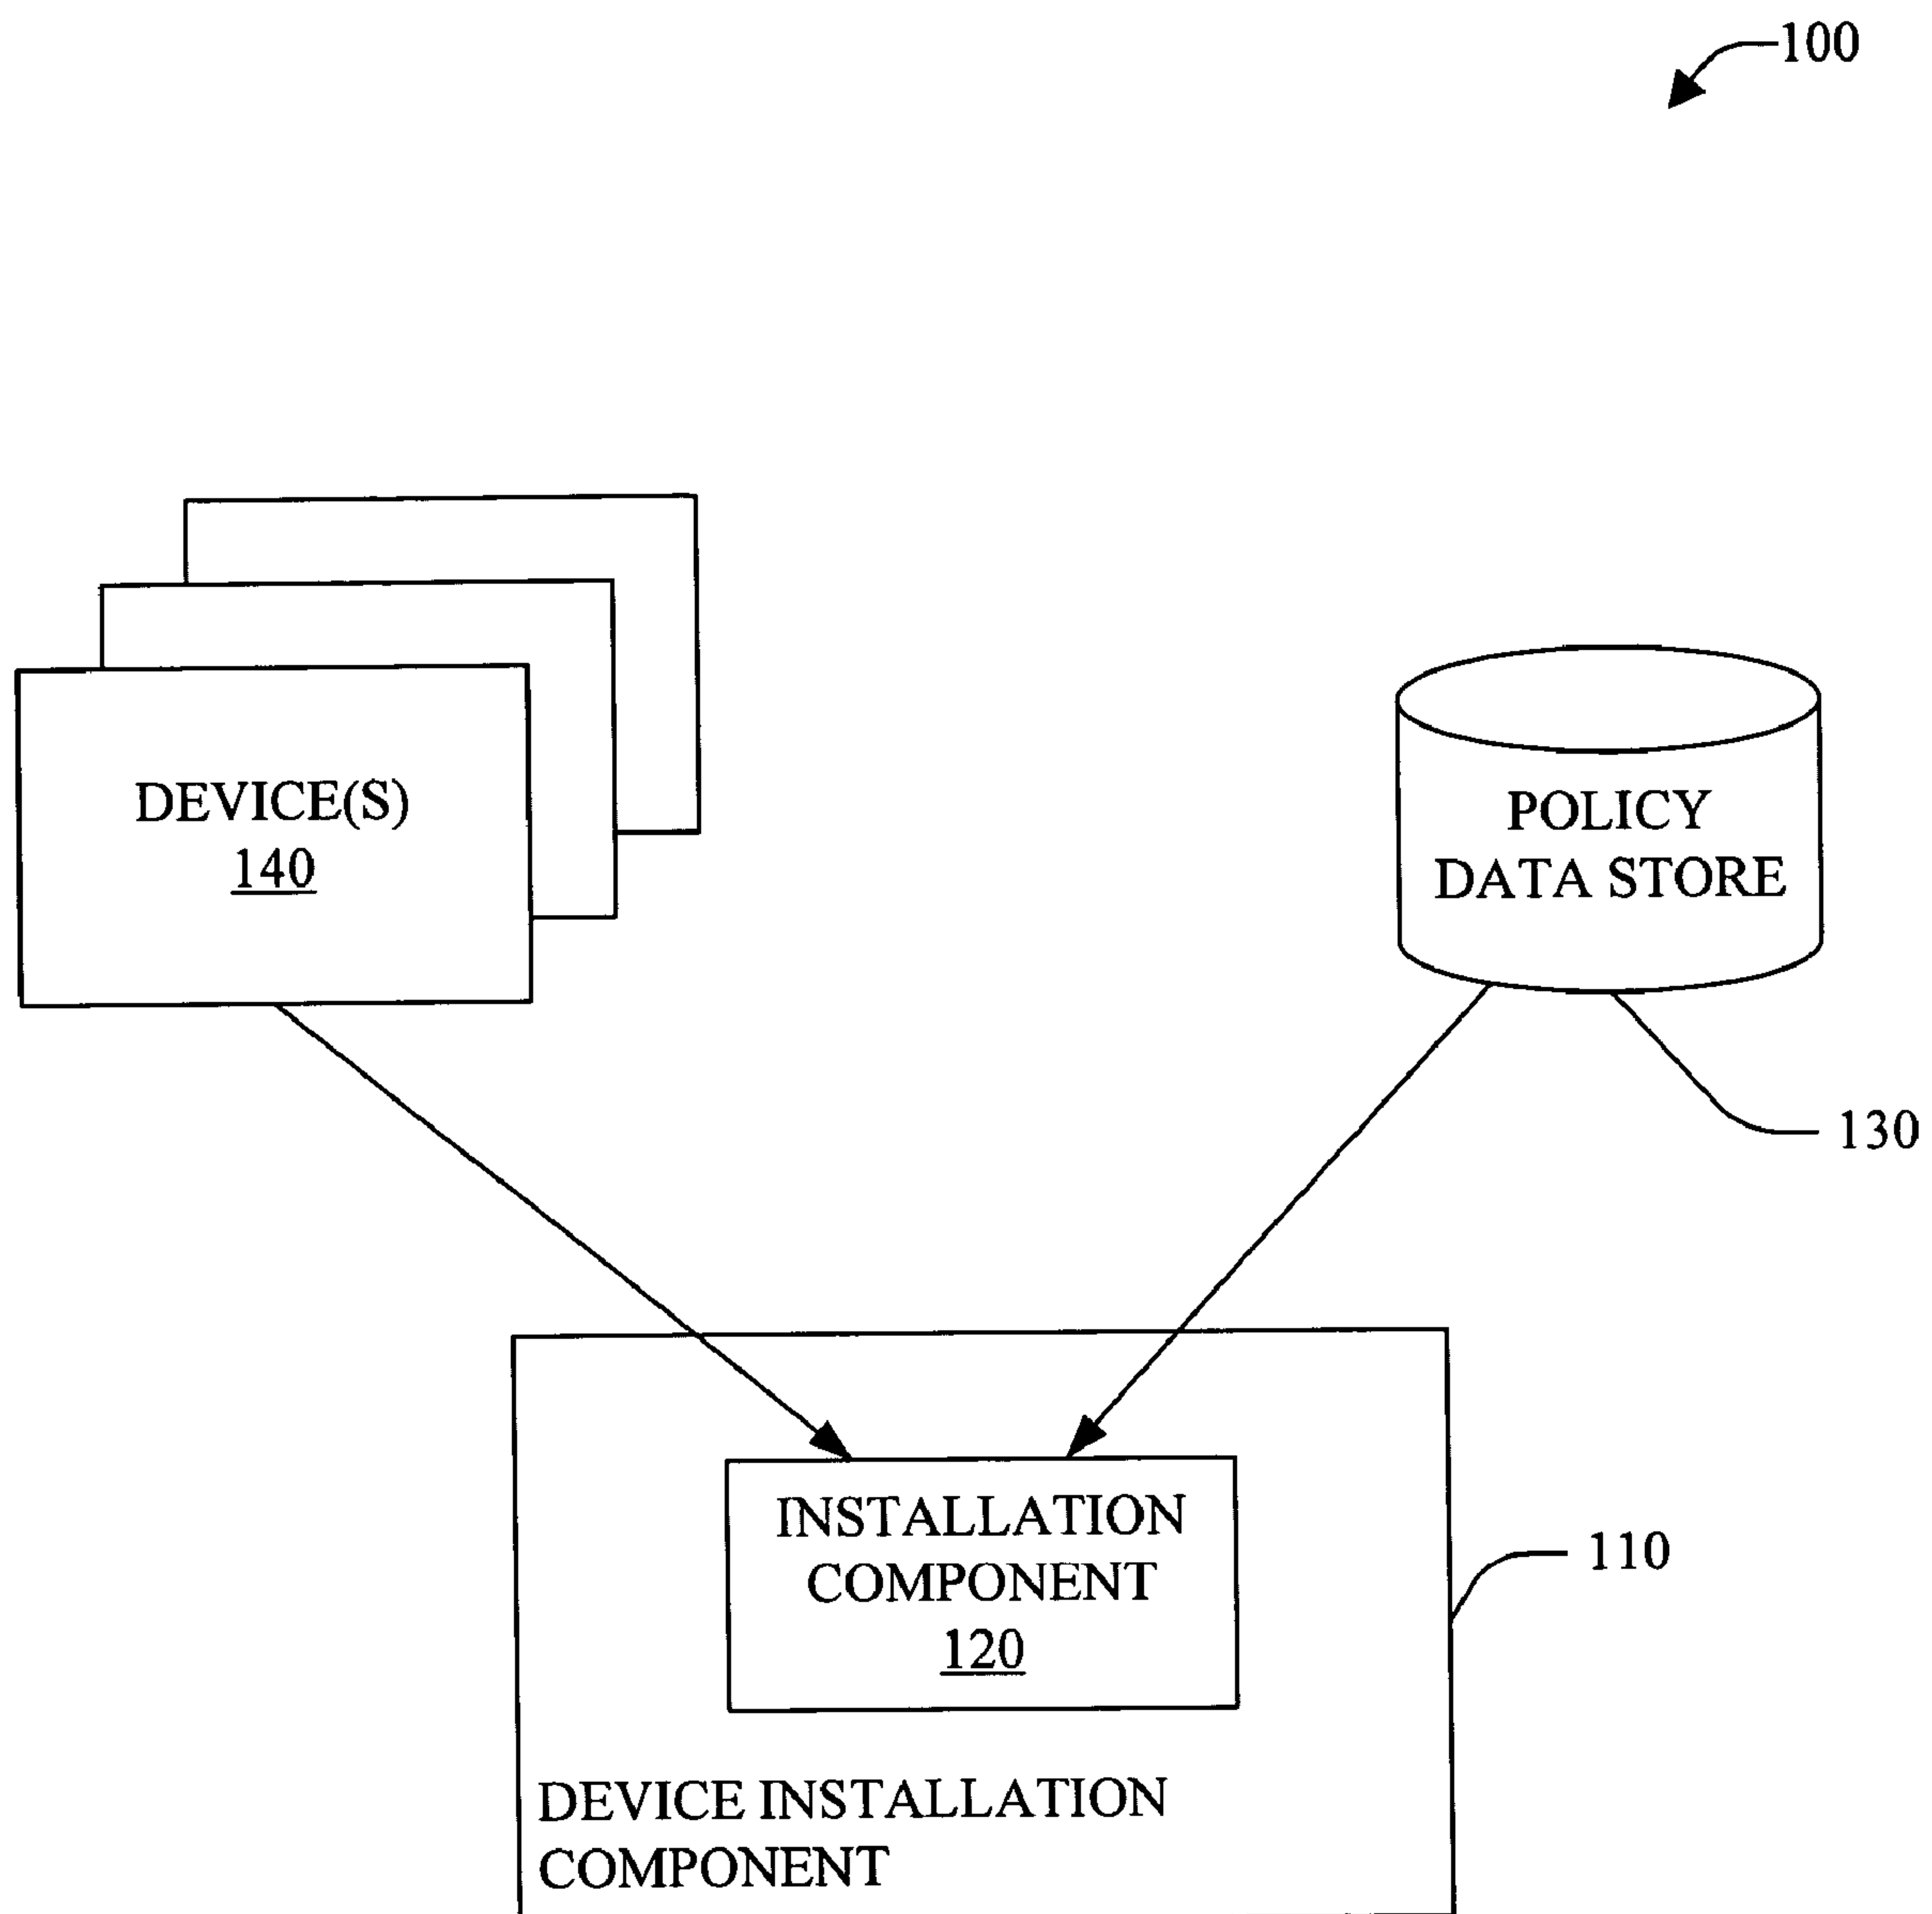 100
DEVICE(S)
140
POLICY
DATA STORE
130
INSTALLATION
COMPONENT
120
110
DEVICE INSTALLATION
COMPONENT